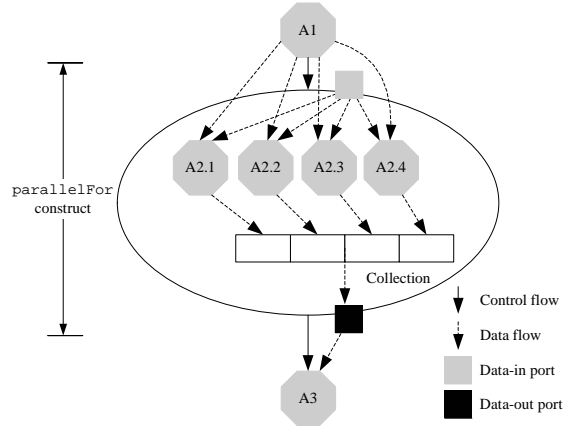 A1
A2.1
A2.2
A2.3
A2.4
parallelFor
construct
Collection
Control flow
Data flow
Data-in port
Data-out port
A3